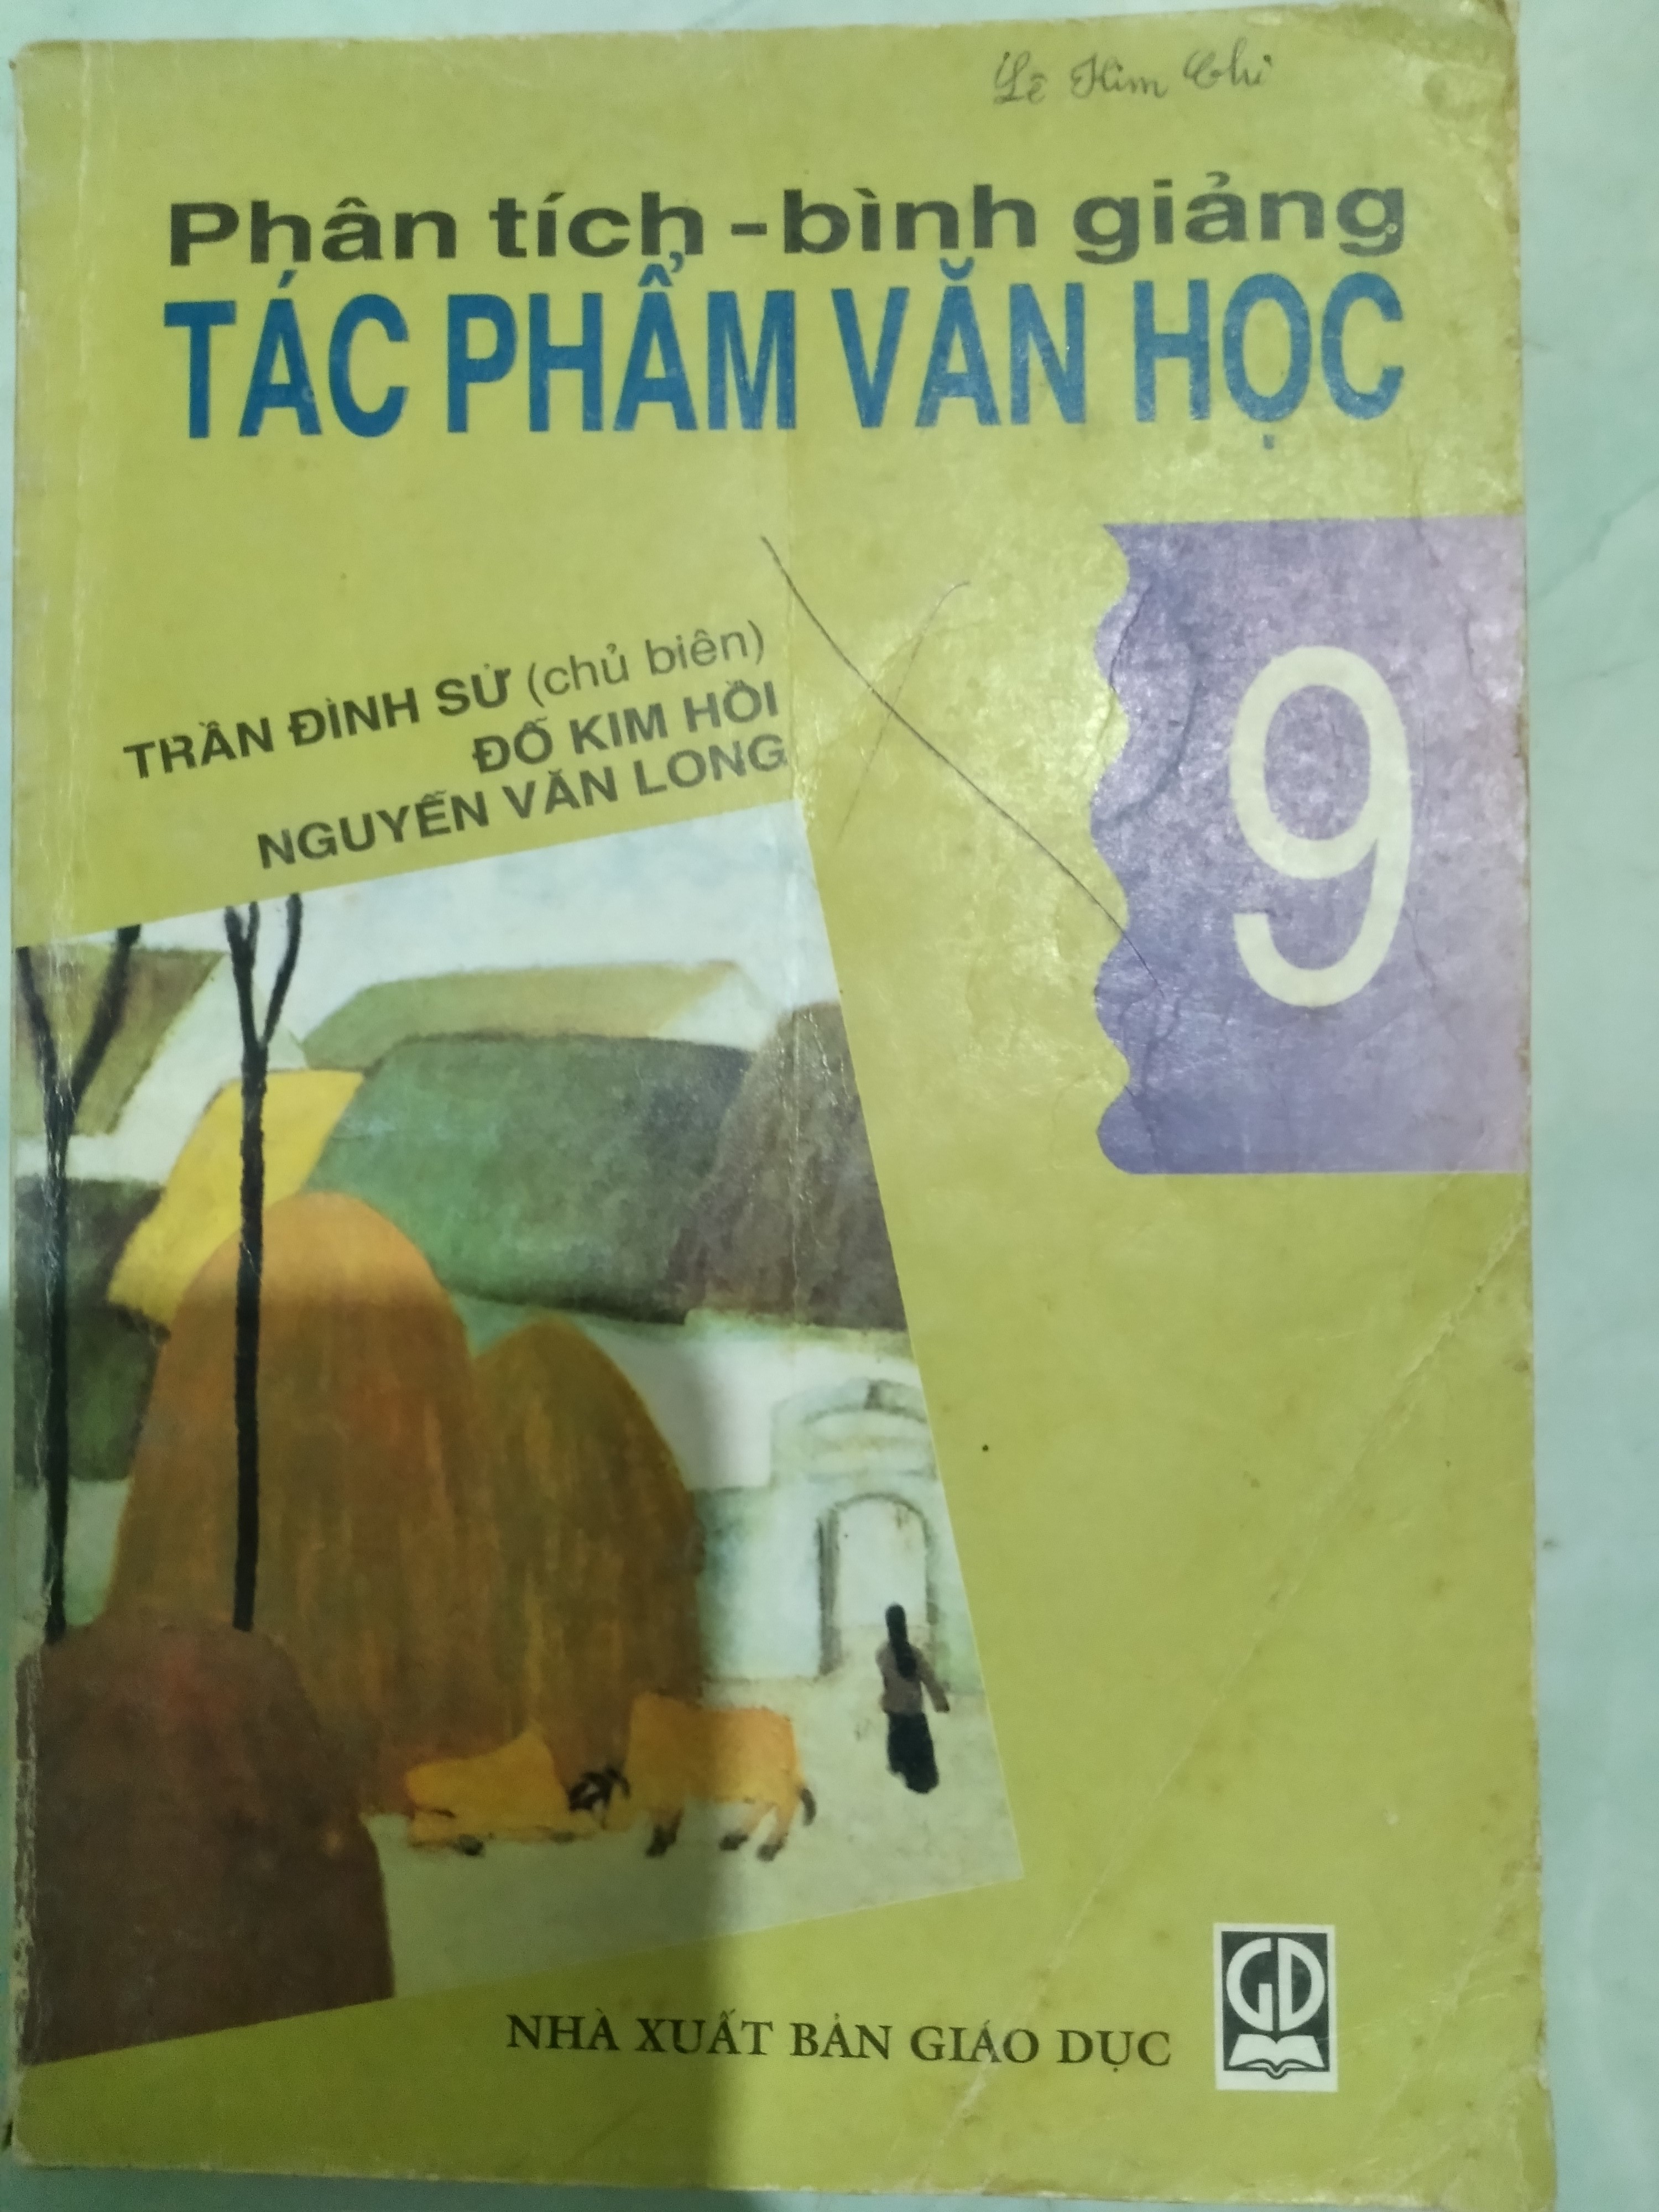 Lê Kim Chi
Phân tích - bình giảng
TÁC PHẨM VĂN HỌC
TRẦN ĐÌNH SỬ (chủ biên)
ĐỖ KIM HỒI
NGUYỄN VĂN LONG
9
NHÀ XUẤT BẢN GIÁO DỤC
GD